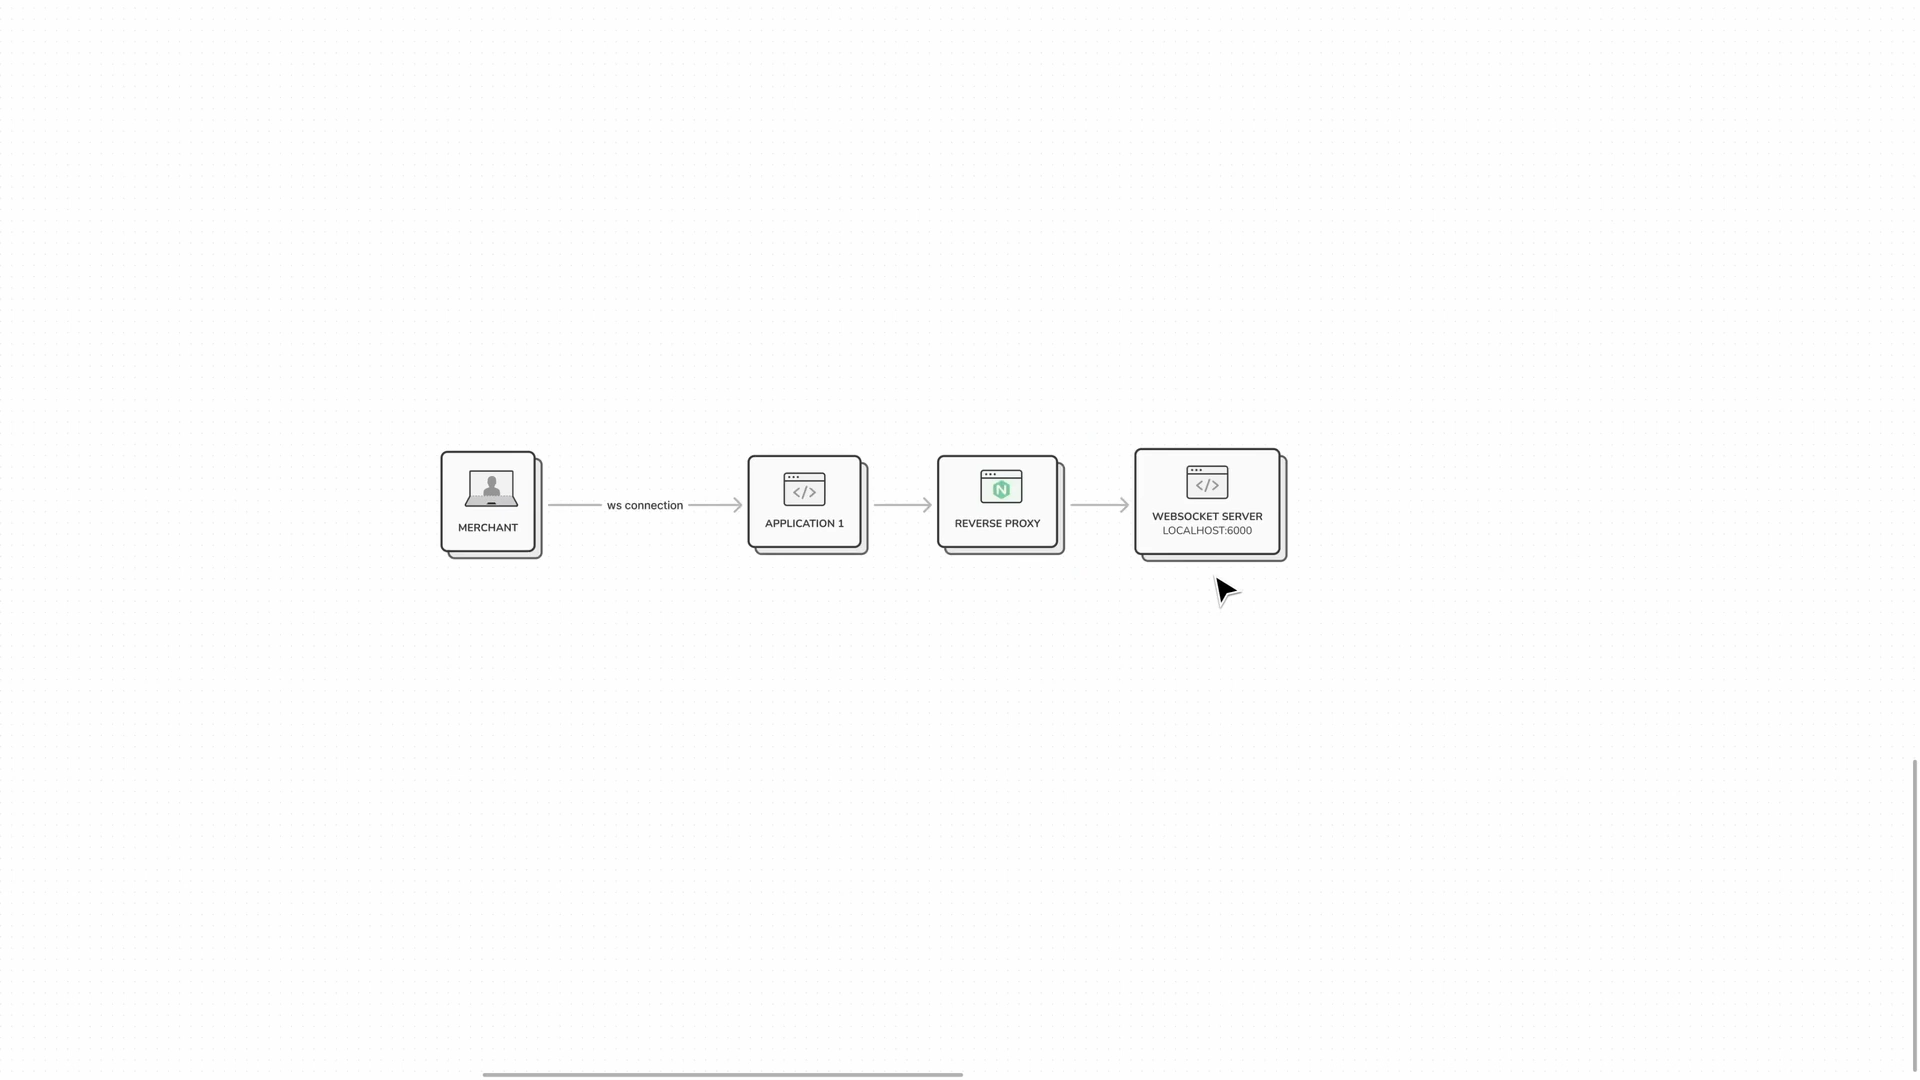 MERCHANT
ws connection
APPLICATION 1
REVERSE PROXY
WEBSOCKET SERVER
LOCALHOST:6000